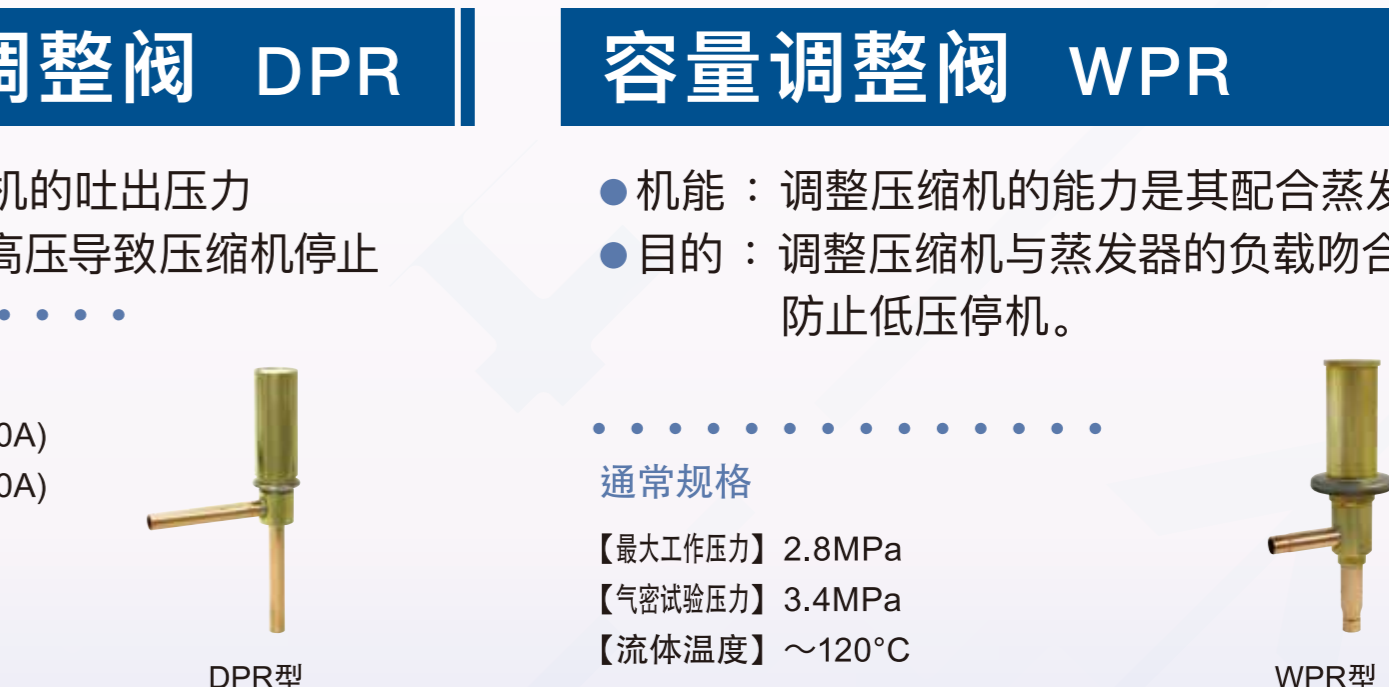 调整阀 DPR
机的吐出压力
高压导致压缩机停止
0A)
0A)
DPR型
容量调整阀 WPR
●机能：调整压缩机的能力是其配合蒸发
●目的：调整压缩机与蒸发器的负载吻合
防止低压停机。
通常规格
【最大工作压力】2.8MPa
【气密试验压力】3.4MPa
【流体温度】～120°C
WPR型